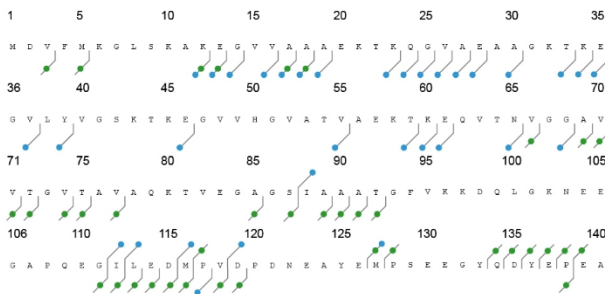 1 5 10 15 20 25 30 35
M D V F M K G L S K A K E G V V A A A E K T K Q G V A E A A G K T K E
36 40 45 50 55 60 65 70
G V L Y V G S K T K E G V V H G V A T V A E K T K E Q V T N V G G A V
71 75 80 85 90 95 100 105
V T G V T A V A Q K T V E G A G S I A A A T G F V K K D Q L G K N E E
106 110 115 120 125 130 135 140
G A P Q E G I L E D M P V D P D N E A Y E M P S E E G Y Q D Y E P E A